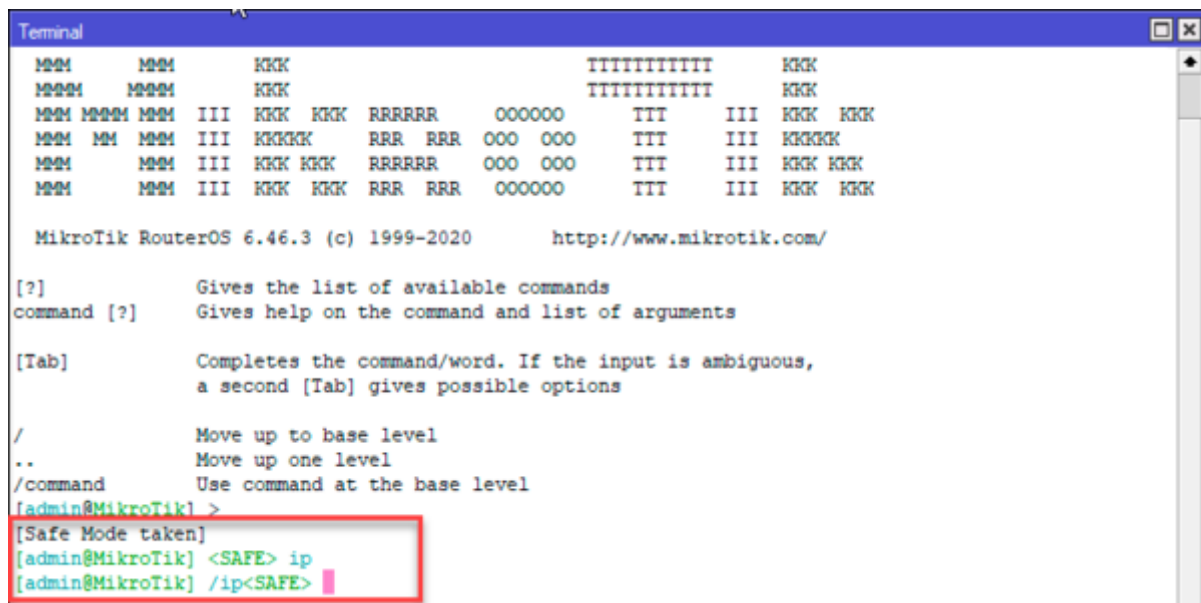 Terminal
MMM      MMM       KKK                          TTTTTTTTTTT      KKK
MMMM    MMMM       KKK                          TTTTTTTTTTT      KKK
MMM MMMM MMM  III  KKK  KKK  RRRRRR     OOOOOO      TTT     III  KKK  KKK
MMM  MM  MMM  III  KKKKK     RRR  RRR  OOO  OOO     TTT     III  KKKKK
MMM      MMM  III  KKK KKK   RRRRRR    OOO  OOO     TTT     III  KKK KKK
MMM      MMM  III  KKK  KKK  RRR  RRR   OOOOOO      TTT     III  KKK  KKK
MikroTik RouterOS 6.46.3 (c) 1999-2020       http://www.mikrotik.com/
[?]             Gives the list of available commands
command [?]     Gives help on the command and list of arguments
[Tab]           Completes the command/word. If the input is ambiguous,
a second [Tab] gives possible options
/               Move up to base level
..              Move up one level
/command        Use command at the base level
[admin@MikroTik] >
[Safe Mode taken]
[admin@MikroTik] <SAFE> ip
[admin@MikroTik] /ip<SAFE>